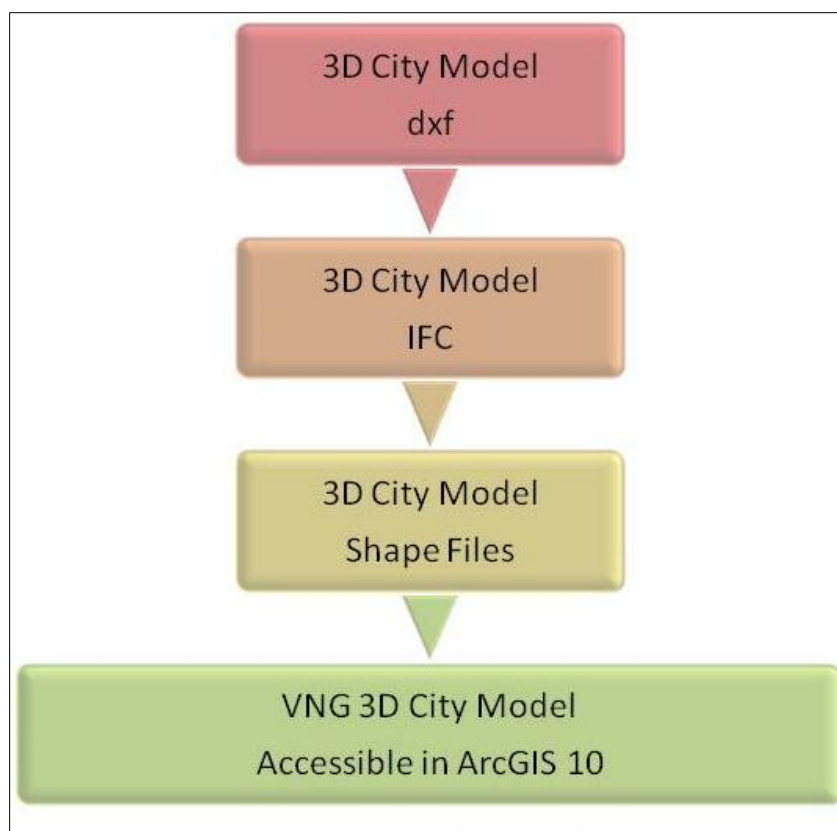 3D City Model
dxf
3D City Model
IFC
3D City Model
Shape Files
VNG 3D City Model
Accessible in ArcGIS 10